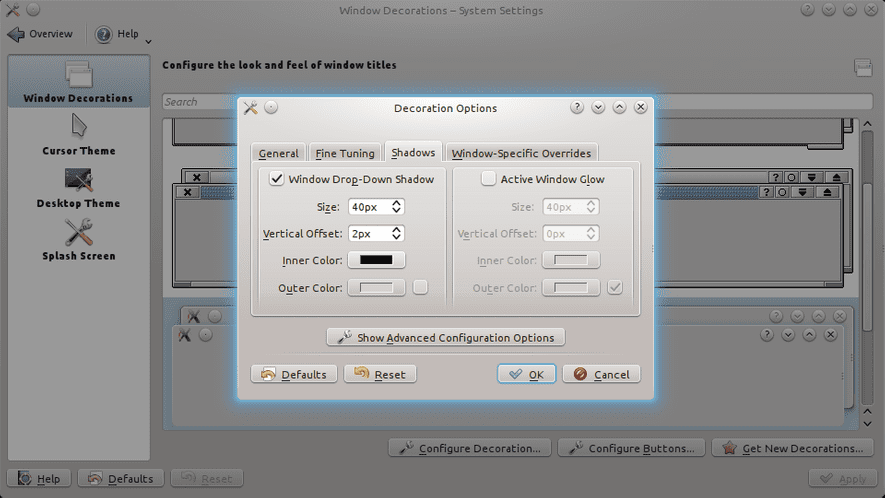 Window Decorations – System Settings
Overview
Help
Configure the look and feel of window titles
Window Decorations
Search
Cursor Theme
Desktop Theme
Splash Screen
Decoration Options
General
Fine Tuning
Shadows
Window-Specific Overrides
Window Drop-Down Shadow
Active Window Glow
Size: 40px
Size: 40px
Vertical Offset: 2px
Vertical Offset: 0px
Inner Color:
Inner Color:
Outer Color:
Outer Color:
Show Advanced Configuration Options
Defaults
Reset
OK
Cancel
Configure Decoration...
Configure Buttons...
Get New Decorations...
Help
Defaults
Reset
Apply